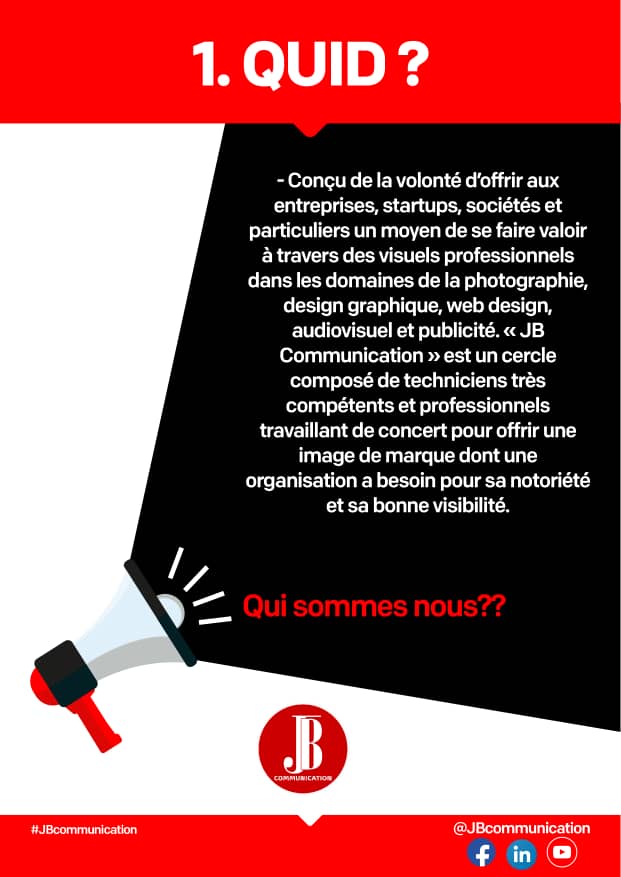 1. QUID ?
- Conçu de la volonté d’offrir aux
entreprises, startups, sociétés et
particuliers un moyen de se faire valoir
à travers des visuels professionnels
dans les domaines de la photographie,
design graphique, web design,
audiovisuel et publicité. « JB
Communication » est un cercle
composé de techniciens très
compétents et professionnels
travaillant de concert pour offrir une
image de marque dont une
organisation a besoin pour sa notoriété
et sa bonne visibilité.
Qui sommes nous??
JB
COMMUNICATION
#JBcommunication
@JBcommunication
f
in